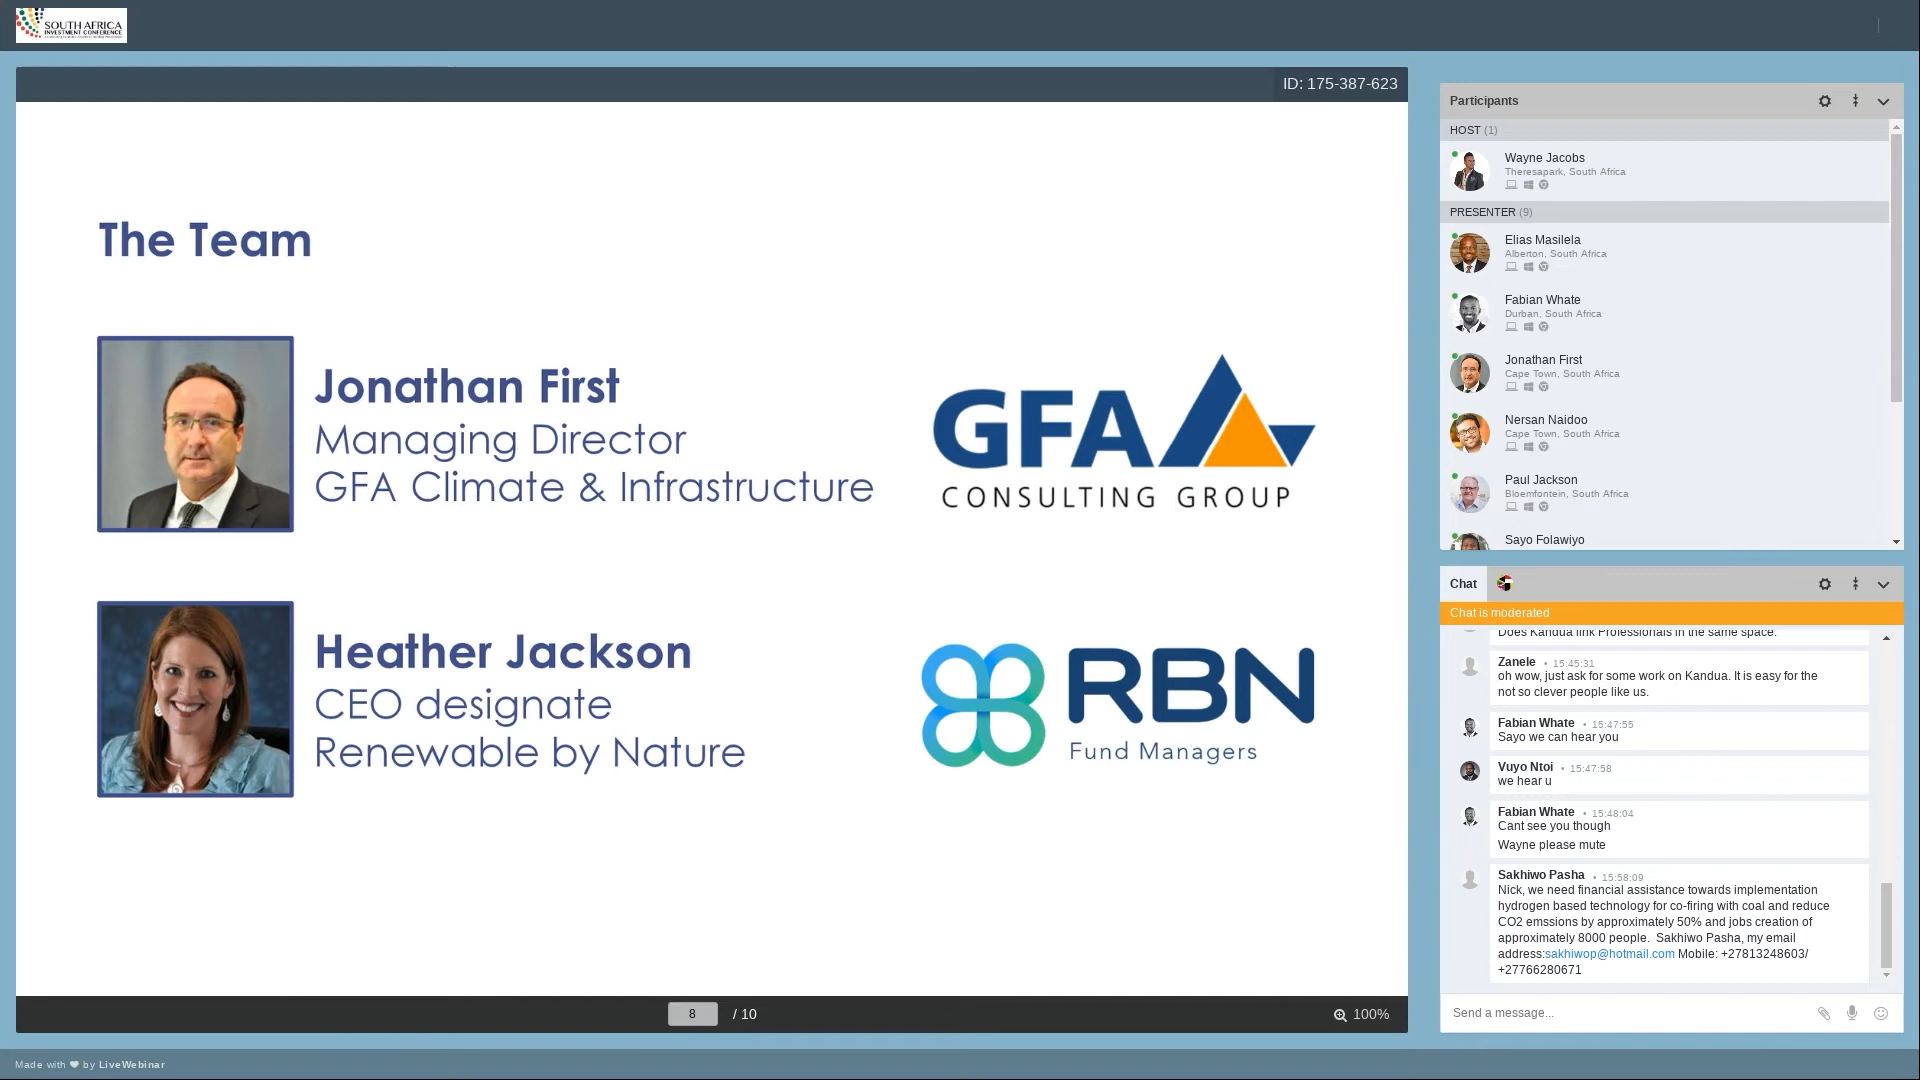 SOUTH AFRICA
INVESTMENT CONFERENCE
ID: 175-387-623
The Team
Jonathan First
Managing Director
GFA Climate & Infrastructure
GFA
CONSULTING GROUP
Heather Jackson
CEO designate
Renewable by Nature
RBN
Fund Managers
8 / 10
100%
Made with by LiveWebinar
Participants
HOST (1)
Wayne Jacobs
Theresapark, South Africa
PRESENTER (9)
Elias Masilela
Alberton, South Africa
Fabian Whate
Durban, South Africa
Jonathan First
Cape Town, South Africa
Nersan Naidoo
Cape Town, South Africa
Paul Jackson
Bloemfontein, South Africa
Sayo Folawiyo
Chat
Chat is moderated
Does Kandua link Professionals in the same space.
Zanele • 15:45:31
oh wow, just ask for some work on Kandua. It is easy for the
not so clever people like us.
Fabian Whate • 15:47:55
Sayo we can hear you
Vuyo Ntoi • 15:47:58
we hear u
Fabian Whate • 15:48:04
Cant see you though
Wayne please mute
Sakhiwo Pasha • 15:58:09
Nick, we need financial assistance towards implementation
hydrogen based technology for co-firing with coal and reduce
CO2 emssions by approximately 50% and jobs creation of
approximately 8000 people. Sakhiwo Pasha, my email
address:sakhiwop@hotmail.com Mobile: +27813248603/
+27766280671
Send a message...